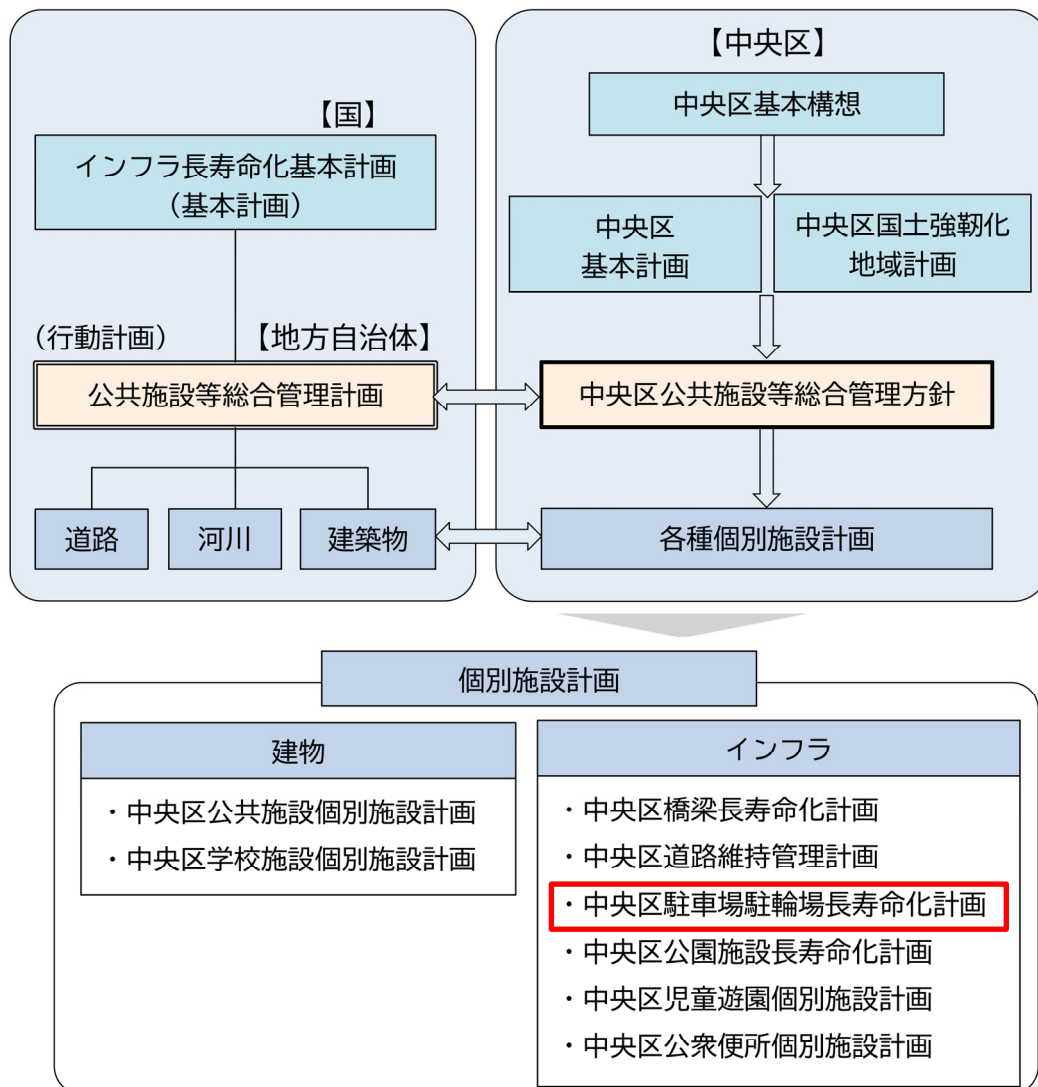 【国】
インフラ長寿命化基本計画
（基本計画）
（行動計画）
【地方自治体】
公共施設等総合管理計画
道路
河川
建築物
【中央区】
中央区基本構想
中央区
基本計画
中央区国土強靭化
地域計画
中央区公共施設等総合管理方針
各種個別施設計画
個別施設計画
建物
・中央区公共施設個別施設計画
・中央区学校施設個別施設計画
インフラ
・中央区橋梁長寿命化計画
・中央区道路維持管理計画
・中央区駐車場駐輪場長寿命化計画
・中央区公園施設長寿命化計画
・中央区児童遊園個別施設計画
・中央区公衆便所個別施設計画